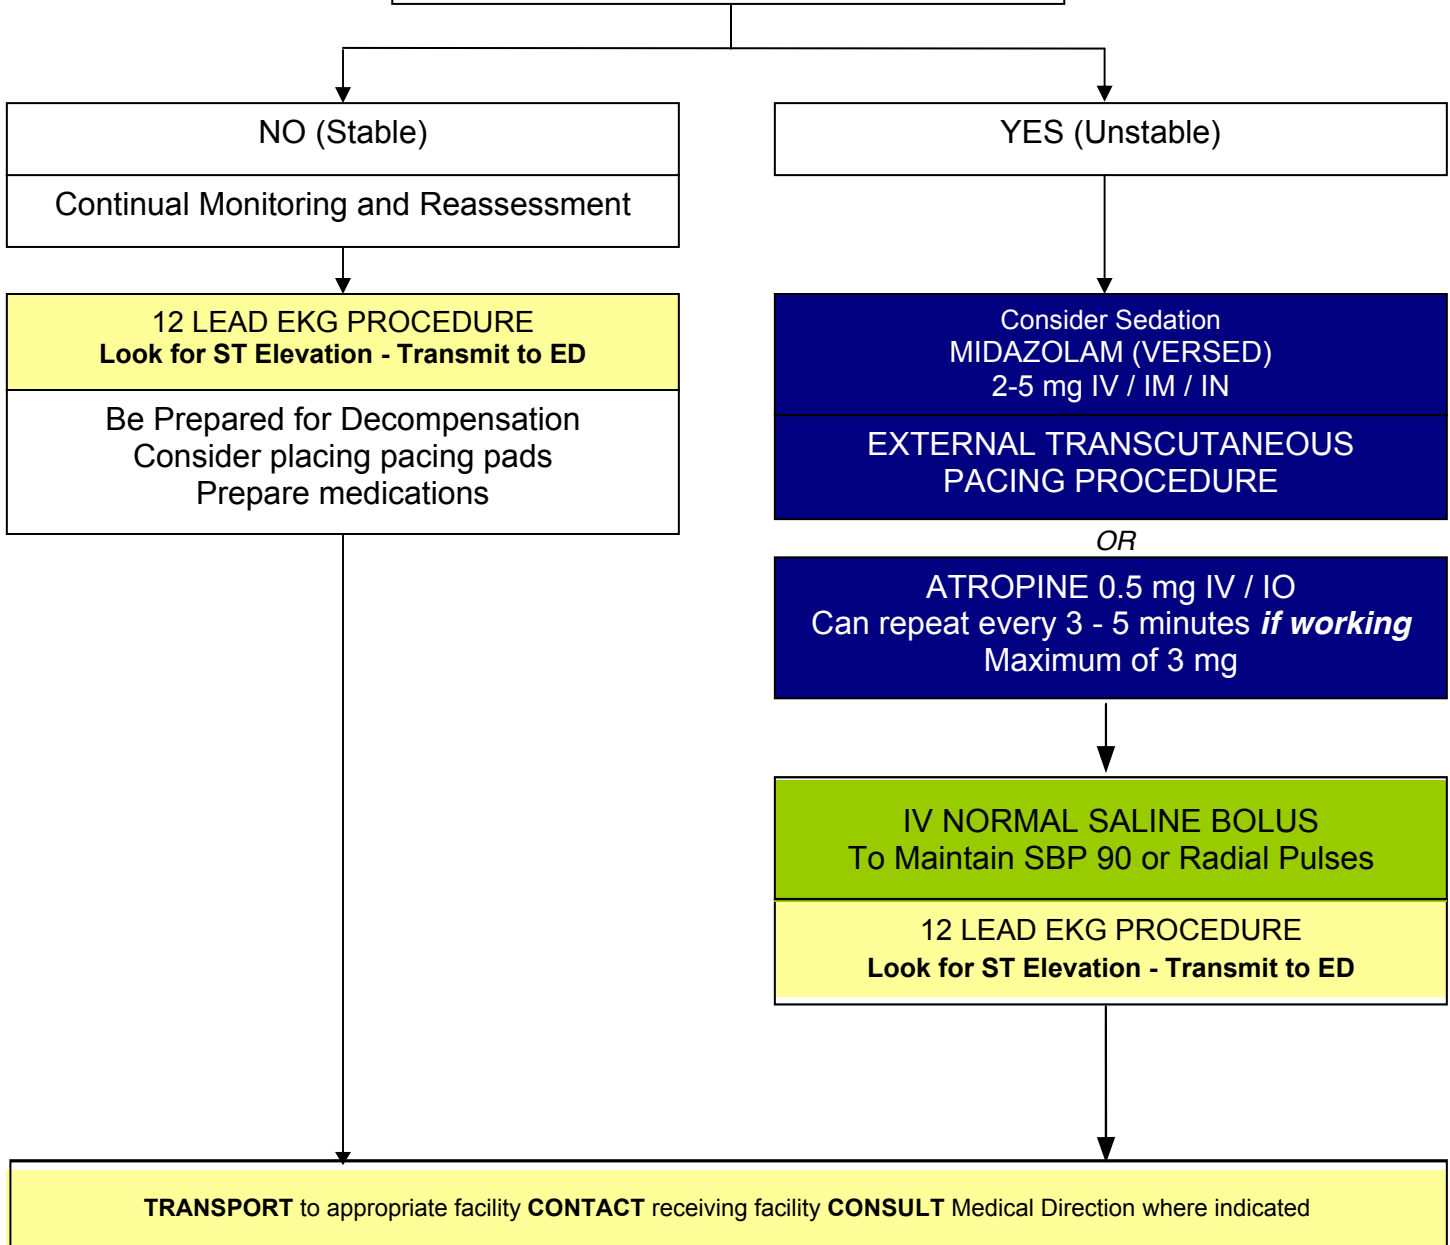 NO (Stable)
Continual Monitoring and Reassessment
12 LEAD EKG PROCEDURE
Look for ST Elevation - Transmit to ED
Be Prepared for Decompensation
Consider placing pacing pads
Prepare medications
YES (Unstable)
Consider Sedation
MIDAZOLAM (VERSED)
2-5 mg IV / IM / IN
EXTERNAL TRANSCUTANEOUS
PACING PROCEDURE
OR
ATROPINE 0.5 mg IV / IO
Can repeat every 3 - 5 minutes if working
Maximum of 3 mg
IV NORMAL SALINE BOLUS
To Maintain SBP 90 or Radial Pulses
12 LEAD EKG PROCEDURE
Look for ST Elevation - Transmit to ED
TRANSPORT to appropriate facility CONTACT receiving facility CONSULT Medical Direction where indicated